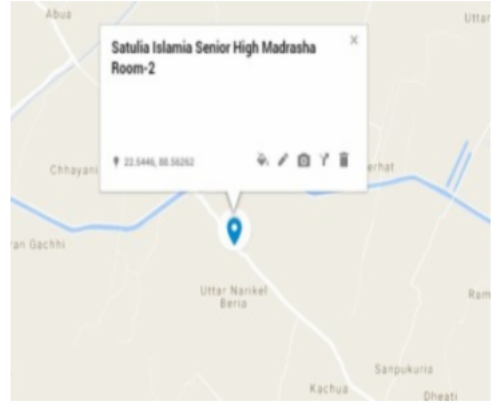 Abua
Uttar
Satulia Islamia Senior High Madrasha
Room-2
22.5446, 88.56262
Chhayani
erhat
an Gachhi
Uttar Narikel
Beria
Ram
Sanpukuria
Kachua
Dheati